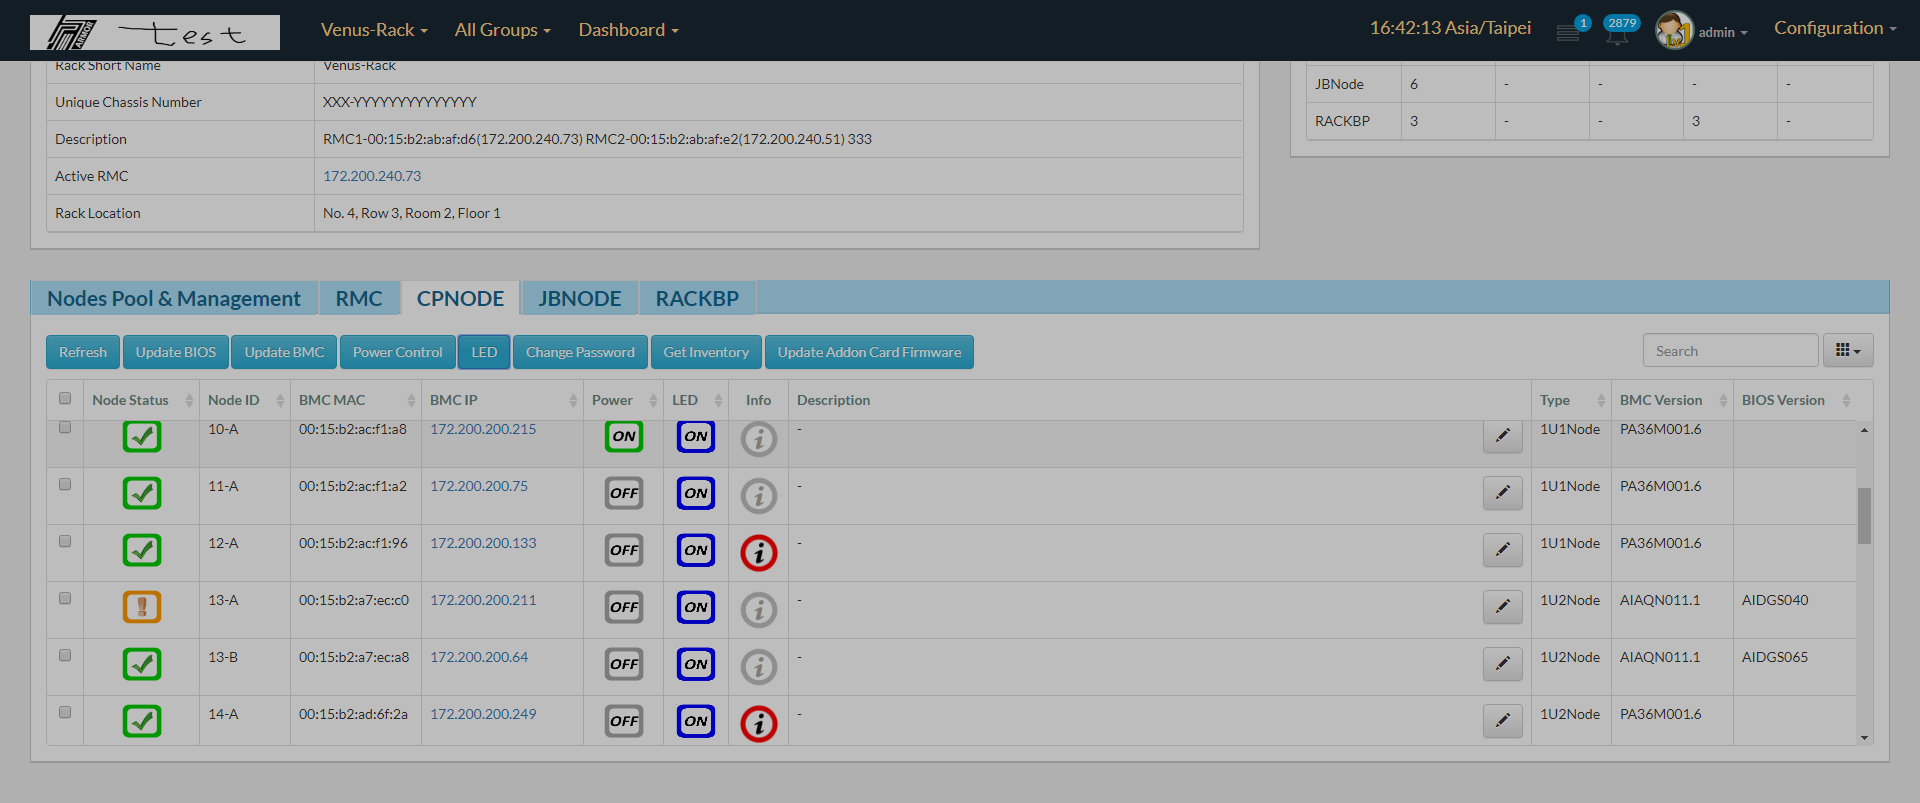 ARMOR test Venus-Rack All Groups Dashboard 16:42:13 Asia/Taipei 1 2879 admin Configuration
Rack Short Name Venus-Rack
Unique Chassis Number XXX-YYYYYYYYYYYYYYY
Description RMC1-00:15:b2:ab:af:d6(172.200.240.73) RMC2-00:15:b2:ab:af:e2(172.200.240.51) 333
Active RMC 172.200.240.73
Rack Location No. 4, Row 3, Room 2, Floor 1
JBNode 6 - - - -
RACKBP 3 - - 3 -
Nodes Pool & Management RMC CPNODE JBNODE RACKBP
Refresh Update BIOS Update BMC Power Control LED Change Password Get Inventory Update Addon Card Firmware Search
Node Status Node ID BMC MAC BMC IP Power LED Info Description Type BMC Version BIOS Version
10-A 00:15:b2:ac:f1:a8 172.200.200.215 ON ON i - 1U1Node PA36M001.6
11-A 00:15:b2:ac:f1:a2 172.200.200.75 OFF ON i - 1U1Node PA36M001.6
12-A 00:15:b2:ac:f1:96 172.200.200.133 OFF ON i - 1U1Node PA36M001.6
! 13-A 00:15:b2:a7:ec:c0 172.200.200.211 OFF ON i - 1U2Node AIAQN011.1 AIDGS040
13-B 00:15:b2:a7:ec:a8 172.200.200.64 OFF ON i - 1U2Node AIAQN011.1 AIDGS065
14-A 00:15:b2:ad:6f:2a 172.200.200.249 OFF ON i - 1U2Node PA36M001.6